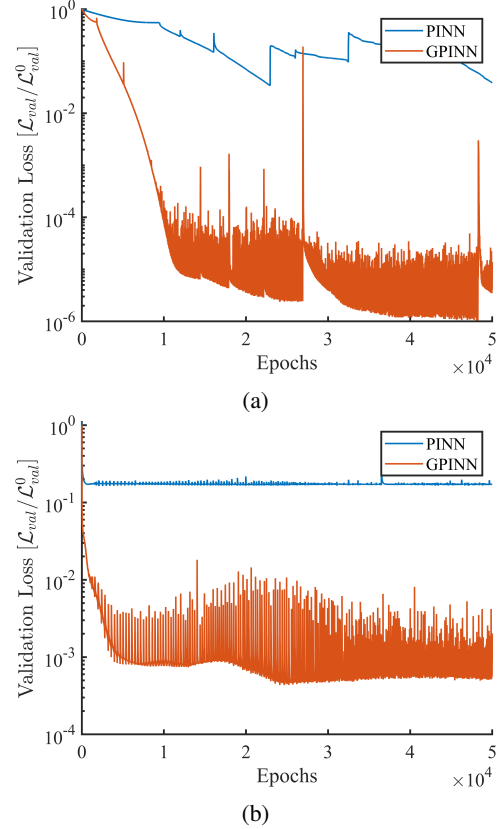 10^0
10^-2
10^-4
10^-6
Validation Loss [L_val/L^0_val]
PINN
GPINN
0 1 2 3 4 5
Epochs
×10^4
(a)
10^0
10^-1
10^-2
10^-3
10^-4
Validation Loss [L_val/L^0_val]
PINN
GPINN
0 1 2 3 4 5
Epochs
×10^4
(b)